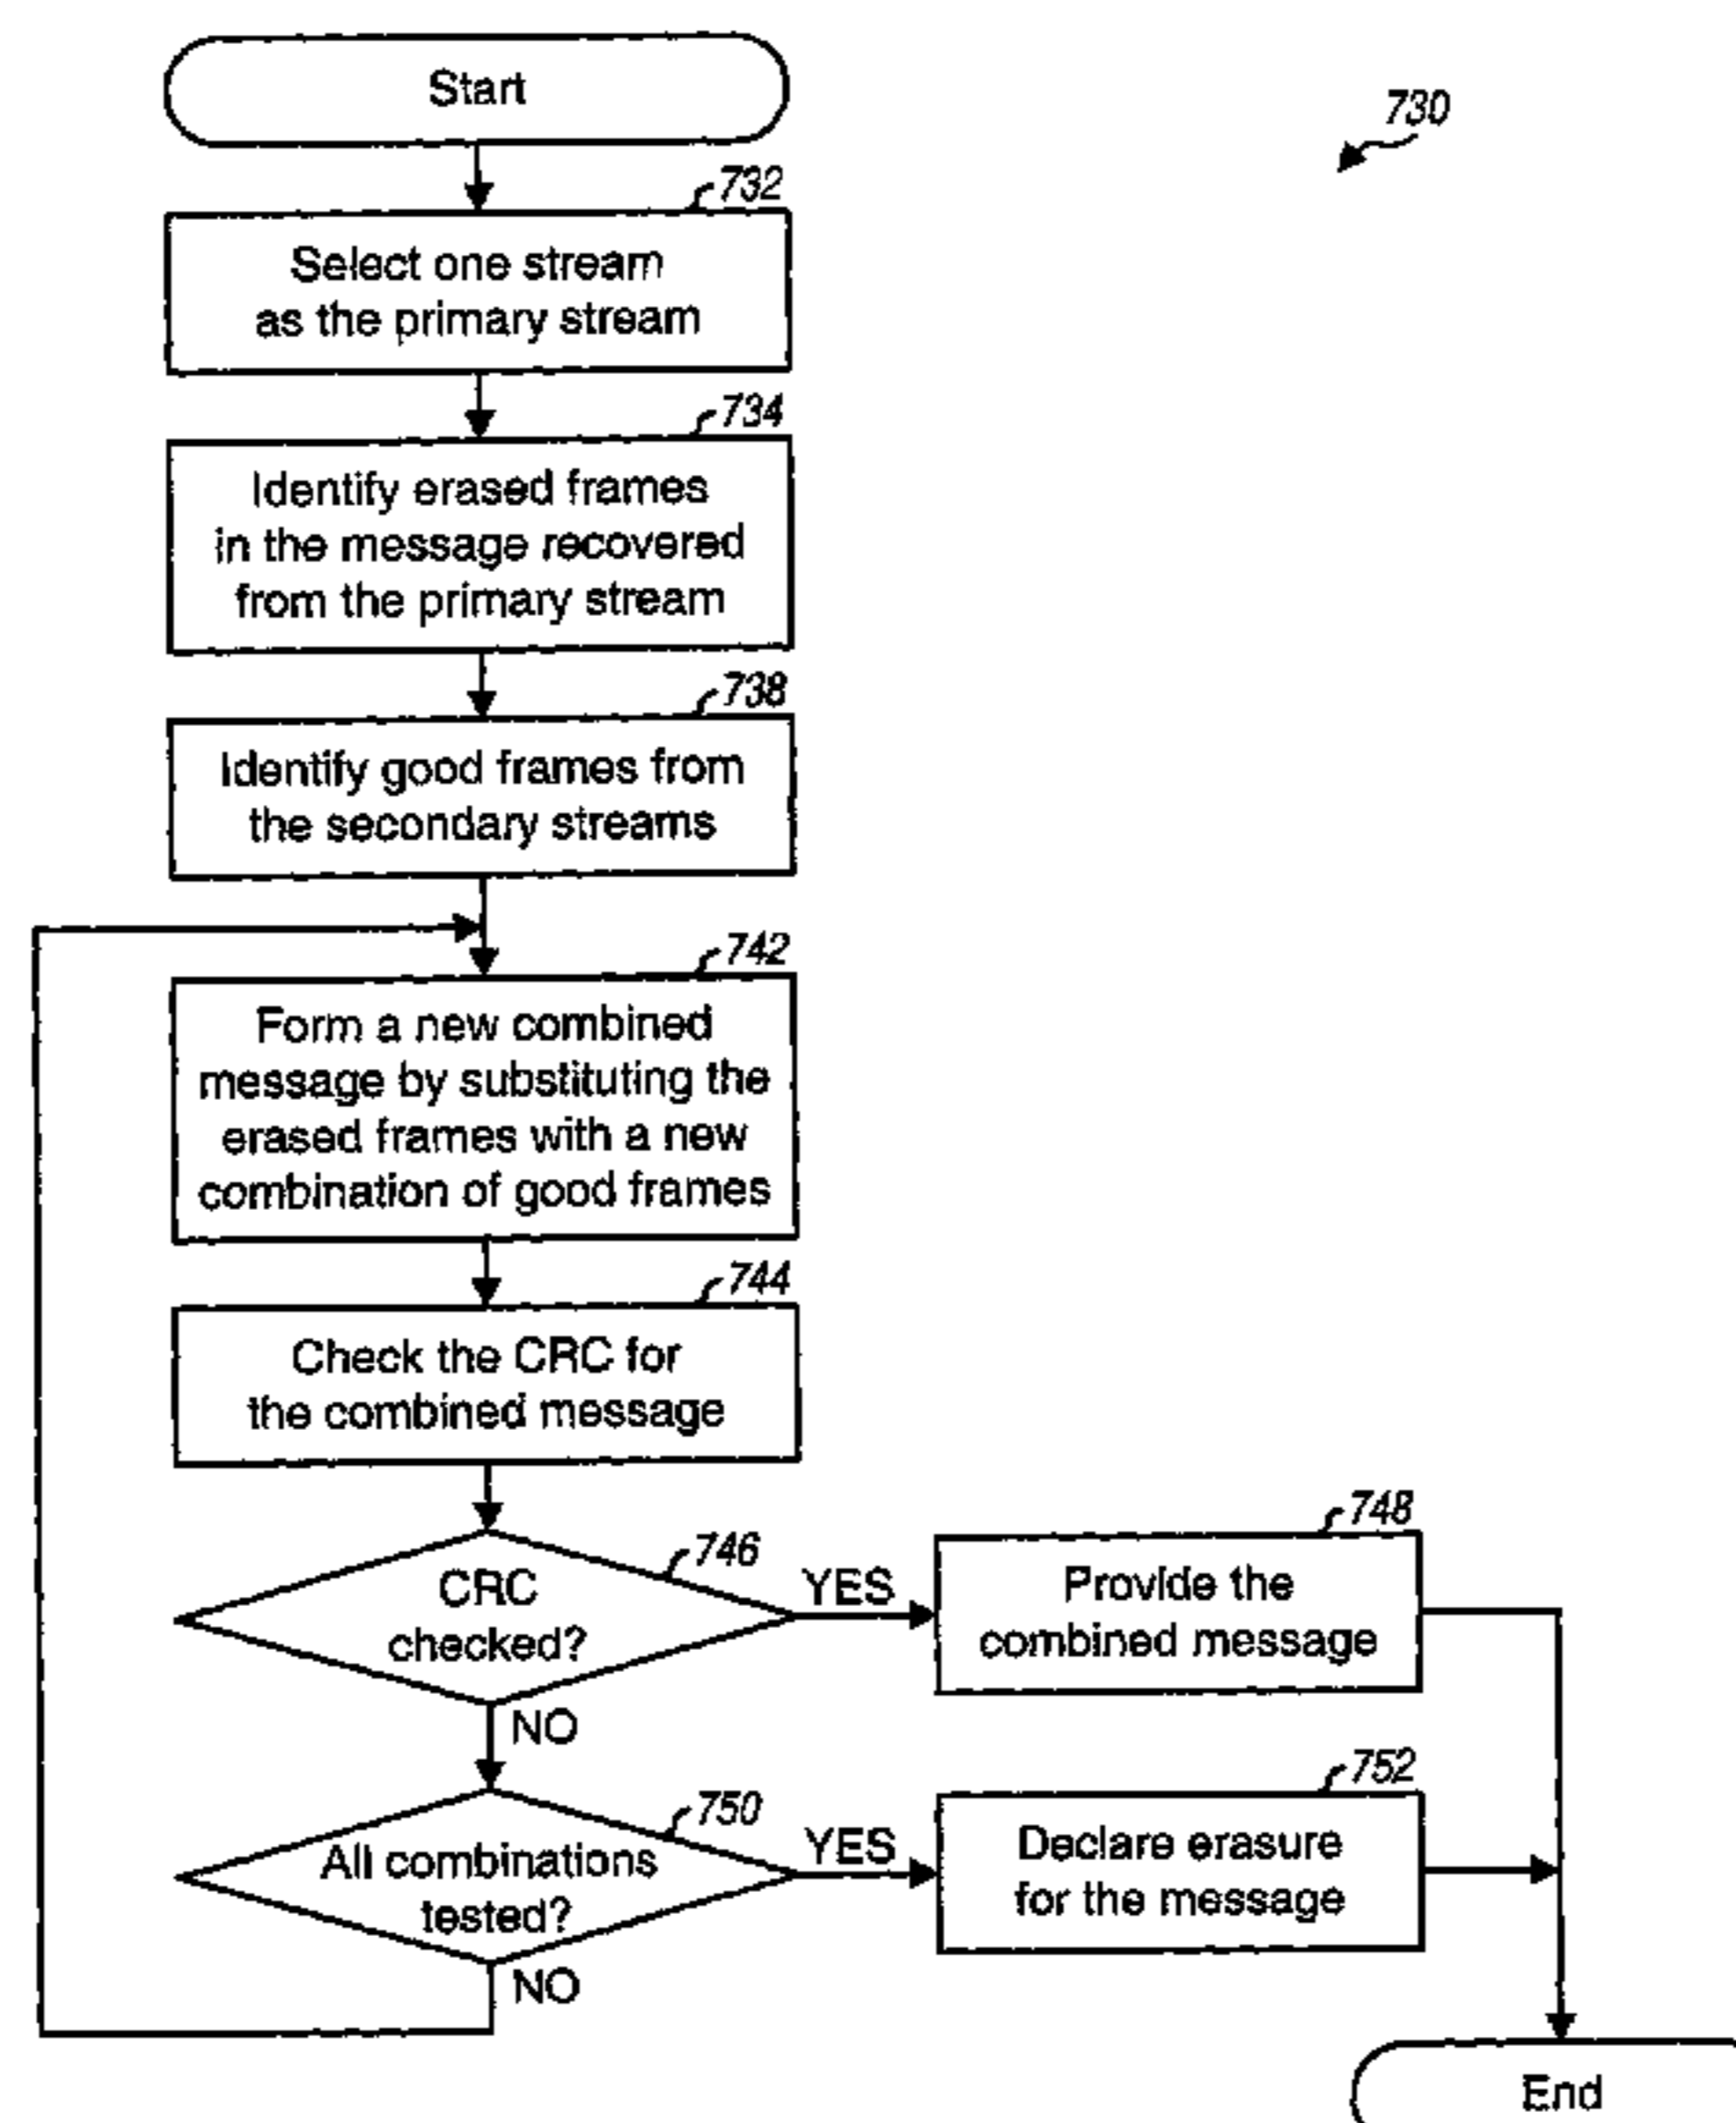 Start
730
732
Select one stream
as the primary stream
734
Identify erased frames
in the message recovered
from the primary stream
738
Identify good frames from
the secondary streams
742
Form a new combined
message by substituting the
erased frames with a new
combination of good frames
744
Check the CRC for
the combined message
746
CRC
checked?
YES
748
Provide the
combined message
NO
750
All combinations
tested?
YES
752
Declare erasure
for the message
NO
End